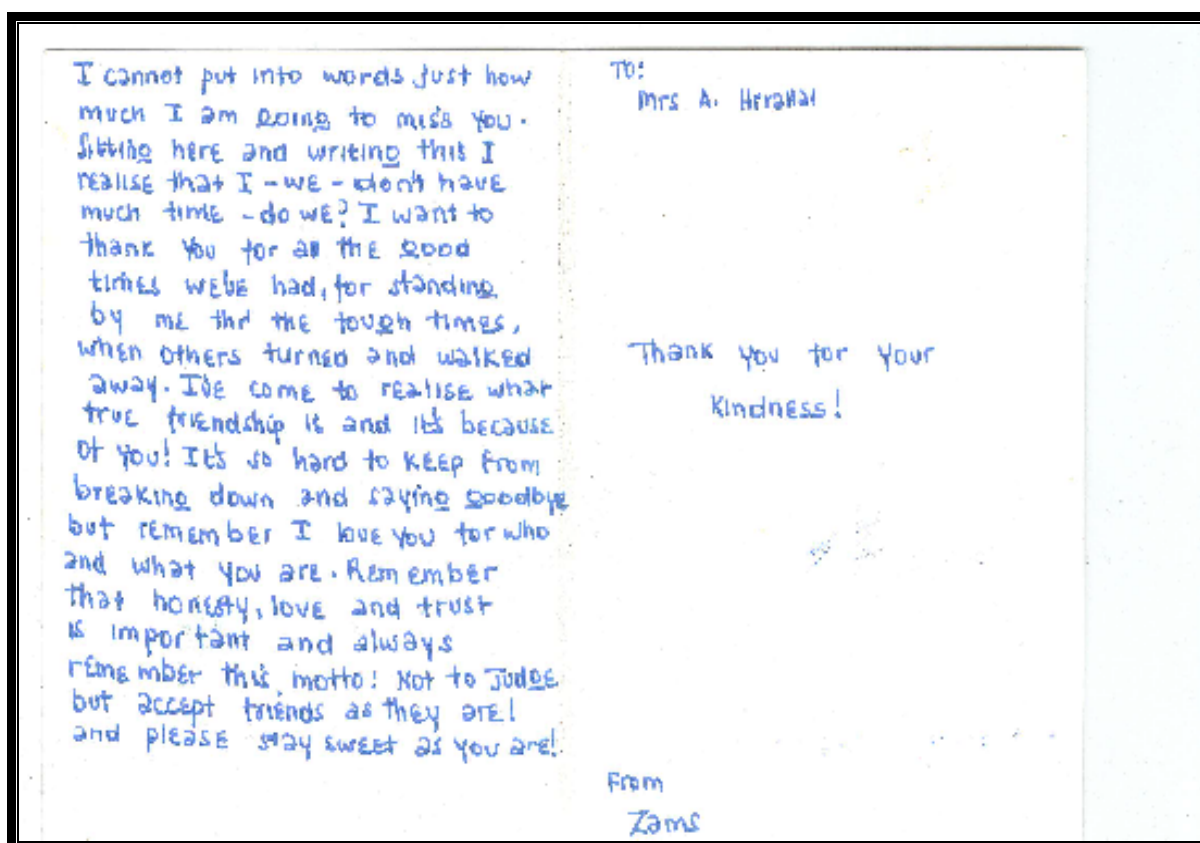 I cannot put into words just how
much I am going to miss you.
Sitting here and writing this I
realise that I - we - don't have
much time - do we? I want to
thank you for all the good
times we've had, for standing
by me thr the tough times,
when others turned and walked
away. I've come to realise what
true friendship is and it's because
of you! It's so hard to keep from
breaking down and saying goodbye
but remember I love you for who
and what you are. Remember
that honesty, love and trust
is important and always
remember this motto! Not to Judge
but accept friends as they are!
and please stay sweet as you are!
TO:
Mrs A.
Thank you for your
kindness!
From
Zams